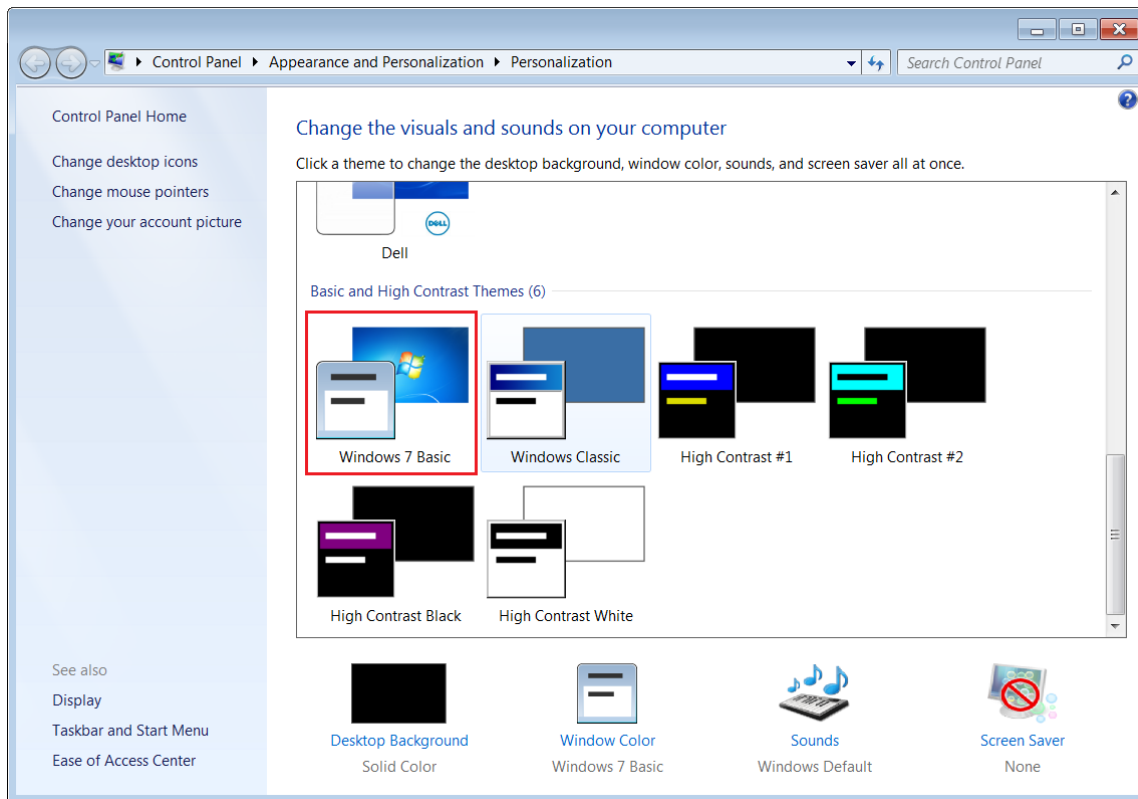 Control Panel Appearance and Personalization Personalization
Search Control Panel
Control Panel Home
Change desktop icons
Change mouse pointers
Change your account picture
Change the visuals and sounds on your computer
Click a theme to change the desktop background, window color, sounds, and screen saver all at once.
DELL
Dell
Basic and High Contrast Themes (6)
Windows 7 Basic
Windows Classic
High Contrast #1
High Contrast #2
High Contrast Black
High Contrast White
See also
Display
Taskbar and Start Menu
Ease of Access Center
Desktop Background
Solid Color
Window Color
Windows 7 Basic
Sounds
Windows Default
Screen Saver
None